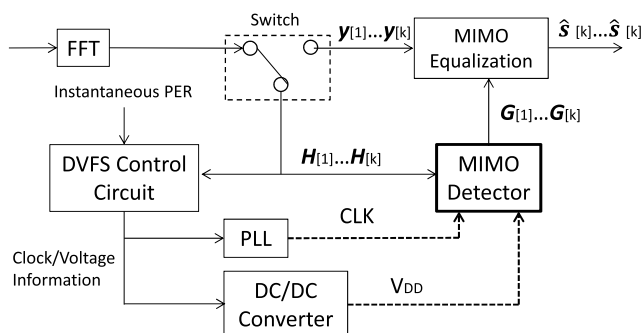 Switch
FFT
y[1]...y[k]
MIMO
Equalization
ŝ [k]...ŝ [k]
Instantaneous PER
G[1]...G[k]
DVFS Control
Circuit
H[1]...H[k]
MIMO
Detector
CLK
PLL
Clock/Voltage
Information
VDD
DC/DC
Converter